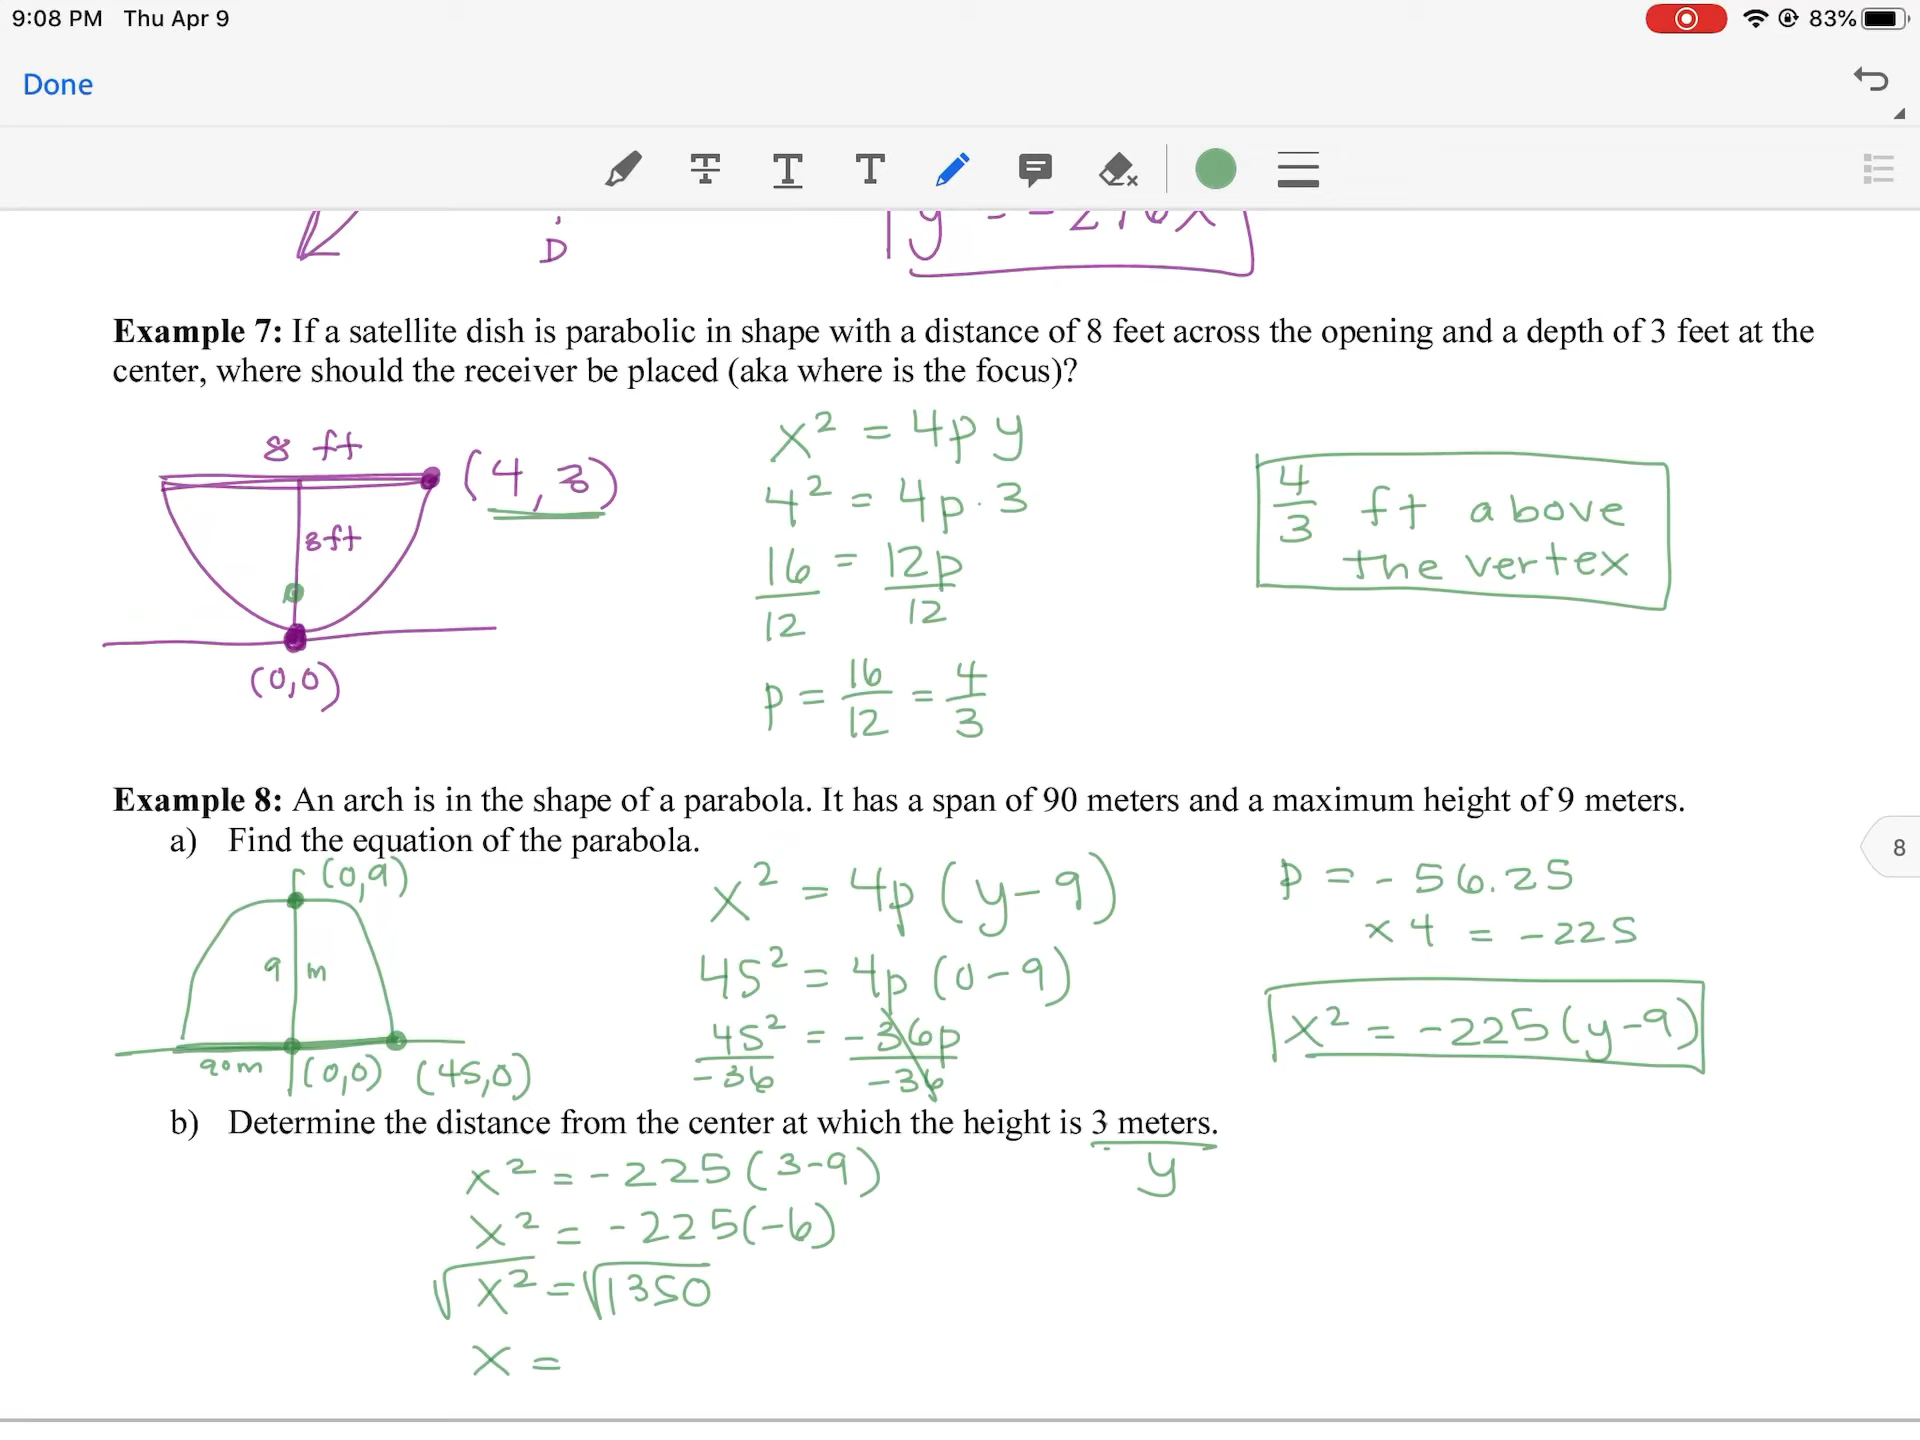 9:08 PM Thu Apr 9
83%
Done
D
Example 7: If a satellite dish is parabolic in shape with a distance of 8 feet across the opening and a depth of 3 feet at the
center, where should the receiver be placed (aka where is the focus)?
8 ft
(4, 3)
3ft
(0,0)
x² = 4py
4² = 4p·3
16/12 = 12p/12
p = 16/12 = 4/3
4/3 ft above
the vertex
Example 8: An arch is in the shape of a parabola. It has a span of 90 meters and a maximum height of 9 meters.
a) Find the equation of the parabola.
(0,9)
9 m
90m (0,0) (45,0)
x² = 4p(y-9)
45² = 4p(0-9)
45²/-36 = -36p/-36
p = -56.25
x 4 = -225
x² = -225(y-9)
8
b) Determine the distance from the center at which the height is 3 meters.
y
x² = -225(3-9)
x² = -225(-6)
√x² = √1350
x =